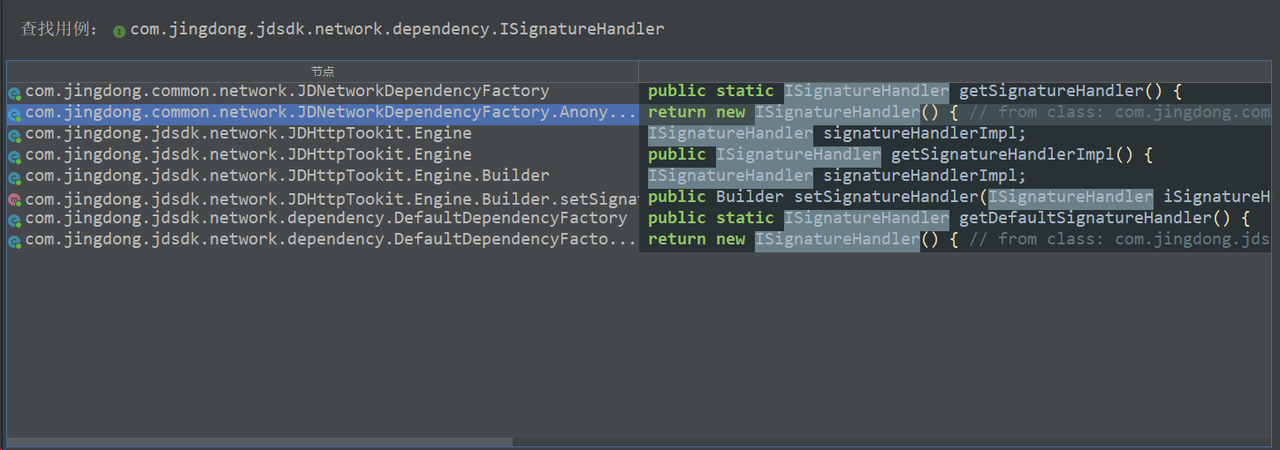 查找用例： com.jingdong.jdsdk.network.dependency.ISignatureHandler
节点
com.jingdong.common.network.JDNetworkDependencyFactory public static ISignatureHandler getSignatureHandler() {
com.jingdong.common.network.JDNetworkDependencyFactory.Anony... return new ISignatureHandler() { // from class: com.jingdong.com
com.jingdong.jdsdk.network.JDHttpTookit.Engine ISignatureHandler signatureHandlerImpl;
com.jingdong.jdsdk.network.JDHttpTookit.Engine public ISignatureHandler getSignatureHandlerImpl() {
com.jingdong.jdsdk.network.JDHttpTookit.Engine.Builder ISignatureHandler signatureHandlerImpl;
com.jingdong.jdsdk.network.JDHttpTookit.Engine.Builder.setSigna public Builder setSignatureHandler(ISignatureHandler iSignatureH
com.jingdong.jdsdk.network.dependency.DefaultDependencyFactory public static ISignatureHandler getDefaultSignatureHandler() {
com.jingdong.jdsdk.network.dependency.DefaultDependencyFacto... return new ISignatureHandler() { // from class: com.jingdong.jds